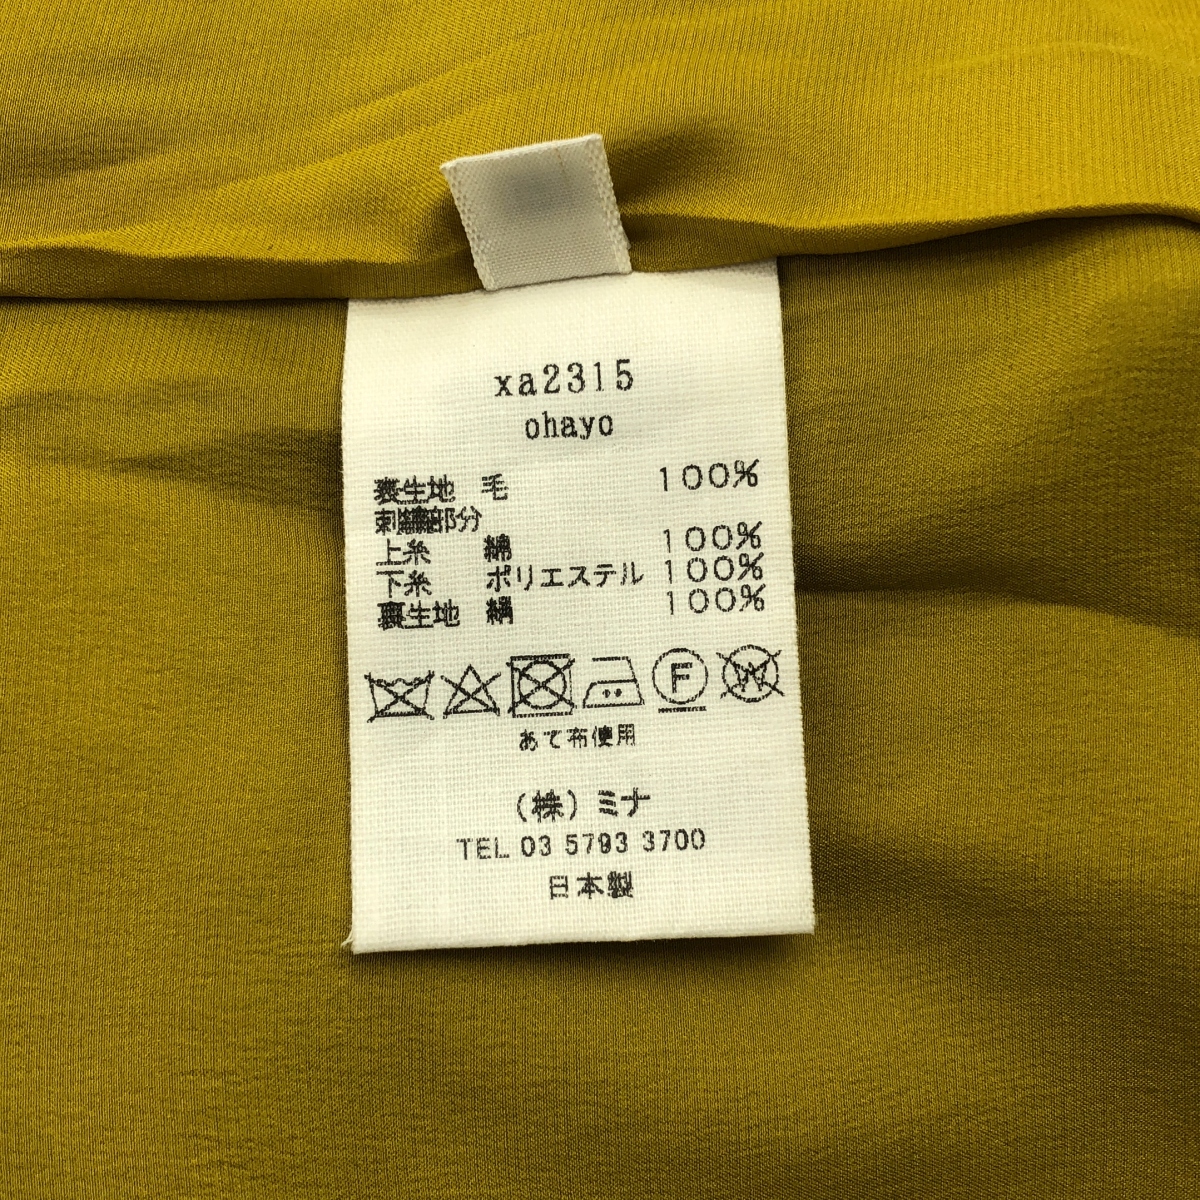 xa2315
ohayo
表生地 毛 100%
刺繍部分
上糸 綿 100%
下糸 ポリエステル 100%
裏生地 絹 100%
F W
あて布使用
(株)ミナ
TEL 03 5793 3700
日本製